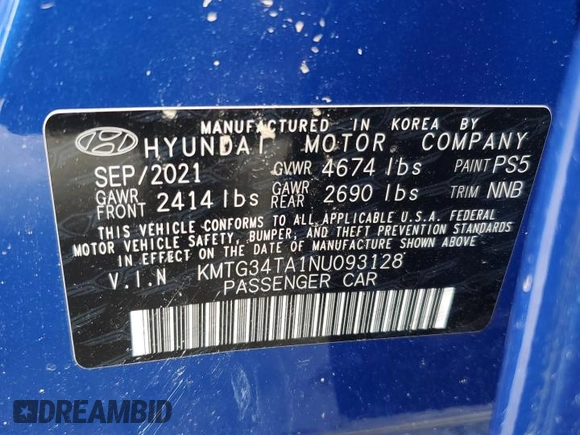 MANUFACTURED IN KOREA BY
HYUNDAI MOTOR COMPANY
SEP/2021 GVWR 4674 lbs PAINT PS5
GAWR FRONT 2414 lbs GAWR REAR 2690 lbs TRIM NNB
THIS VEHICLE CONFORMS TO ALL APPLICABLE U.S.A. FEDERAL
MOTOR VEHICLE SAFETY, BUMPER, AND THEFT PREVENTION STANDARDS
IN EFFECT ON THE DATE OF MANUFACTURE SHOWN ABOVE
V.I.N KMTG34TA1NU093128
PASSENGER CAR
DREAMBID